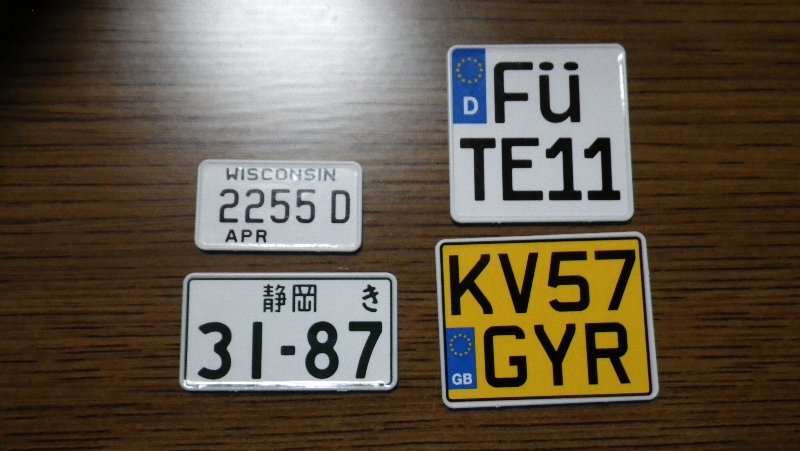 WISCONSIN
2255 D
APR
静岡 き
31-87
Fü
D
TE11
KV57
GYR
GB